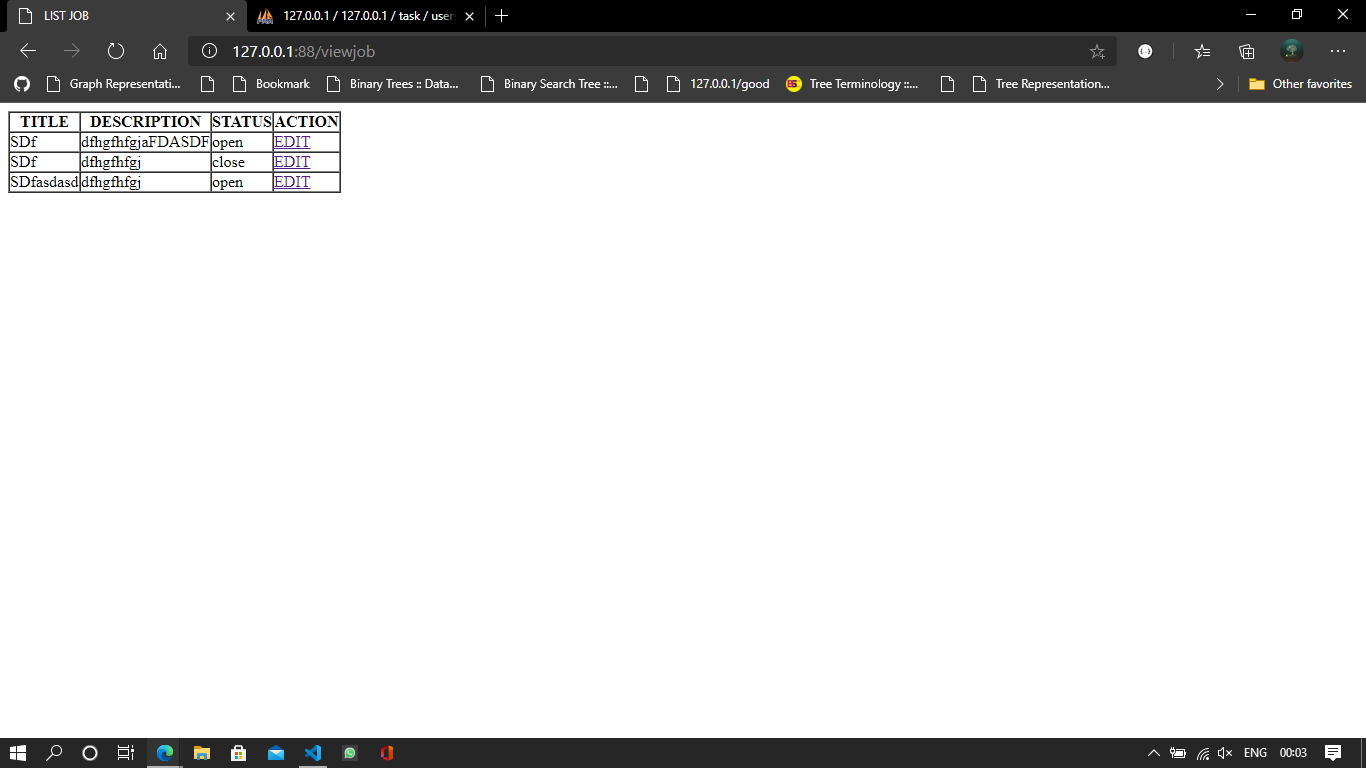 LIST JOB
127.0.0.1 / 127.0.0.1 / task / user
127.0.0.1:88/viewjob
Graph Representati... Bookmark Binary Trees :: Data... Binary Search Tree ::... 127.0.0.1/good Tree Terminology ::... Tree Representation... Other favorites
TITLE DESCRIPTION STATUS ACTION
SDf dfhgfhfgjaFDASDF open EDIT
SDf dfhgfhfgj close EDIT
SDfasdasd dfhgfhfgj open EDIT
ENG 00:03